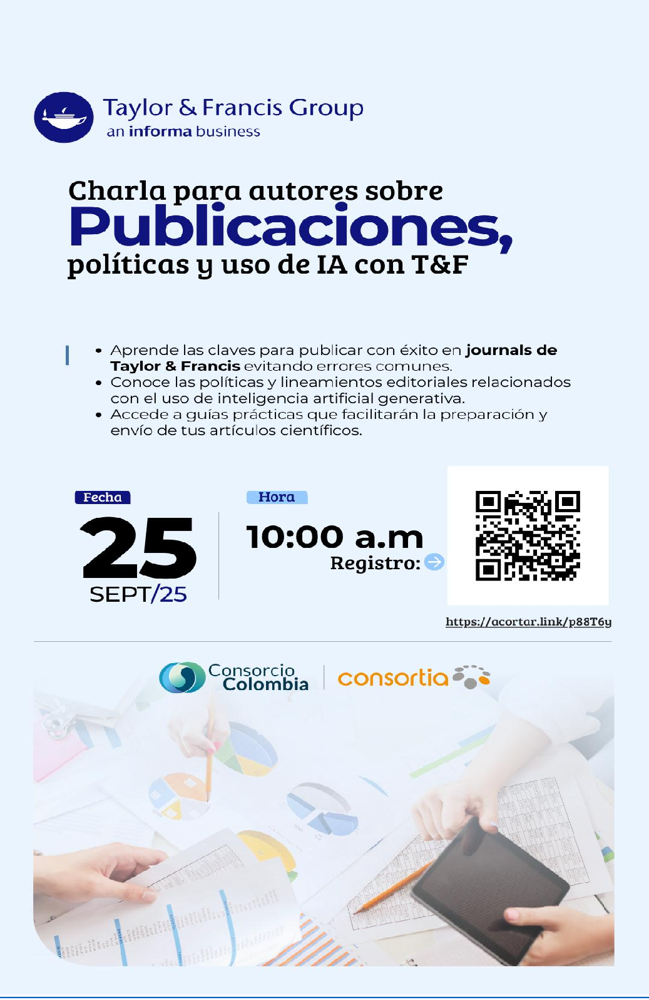 Taylor & Francis Group
an informa business
Charla para autores sobre
Publicaciones,
políticas y uso de IA con T&F
• Aprende las claves para publicar con éxito en journals de
Taylor & Francis evitando errores comunes.
• Conoce las políticas y lineamientos editoriales relacionados
con el uso de inteligencia artificial generativa.
• Accede a guías prácticas que facilitarán la preparación y
envío de tus artículos científicos.
Fecha
25
SEPT/25
Hora
10:00 a.m
Registro:
https://acortar.link/p88T6y
Consorcio
Colombia
consortia